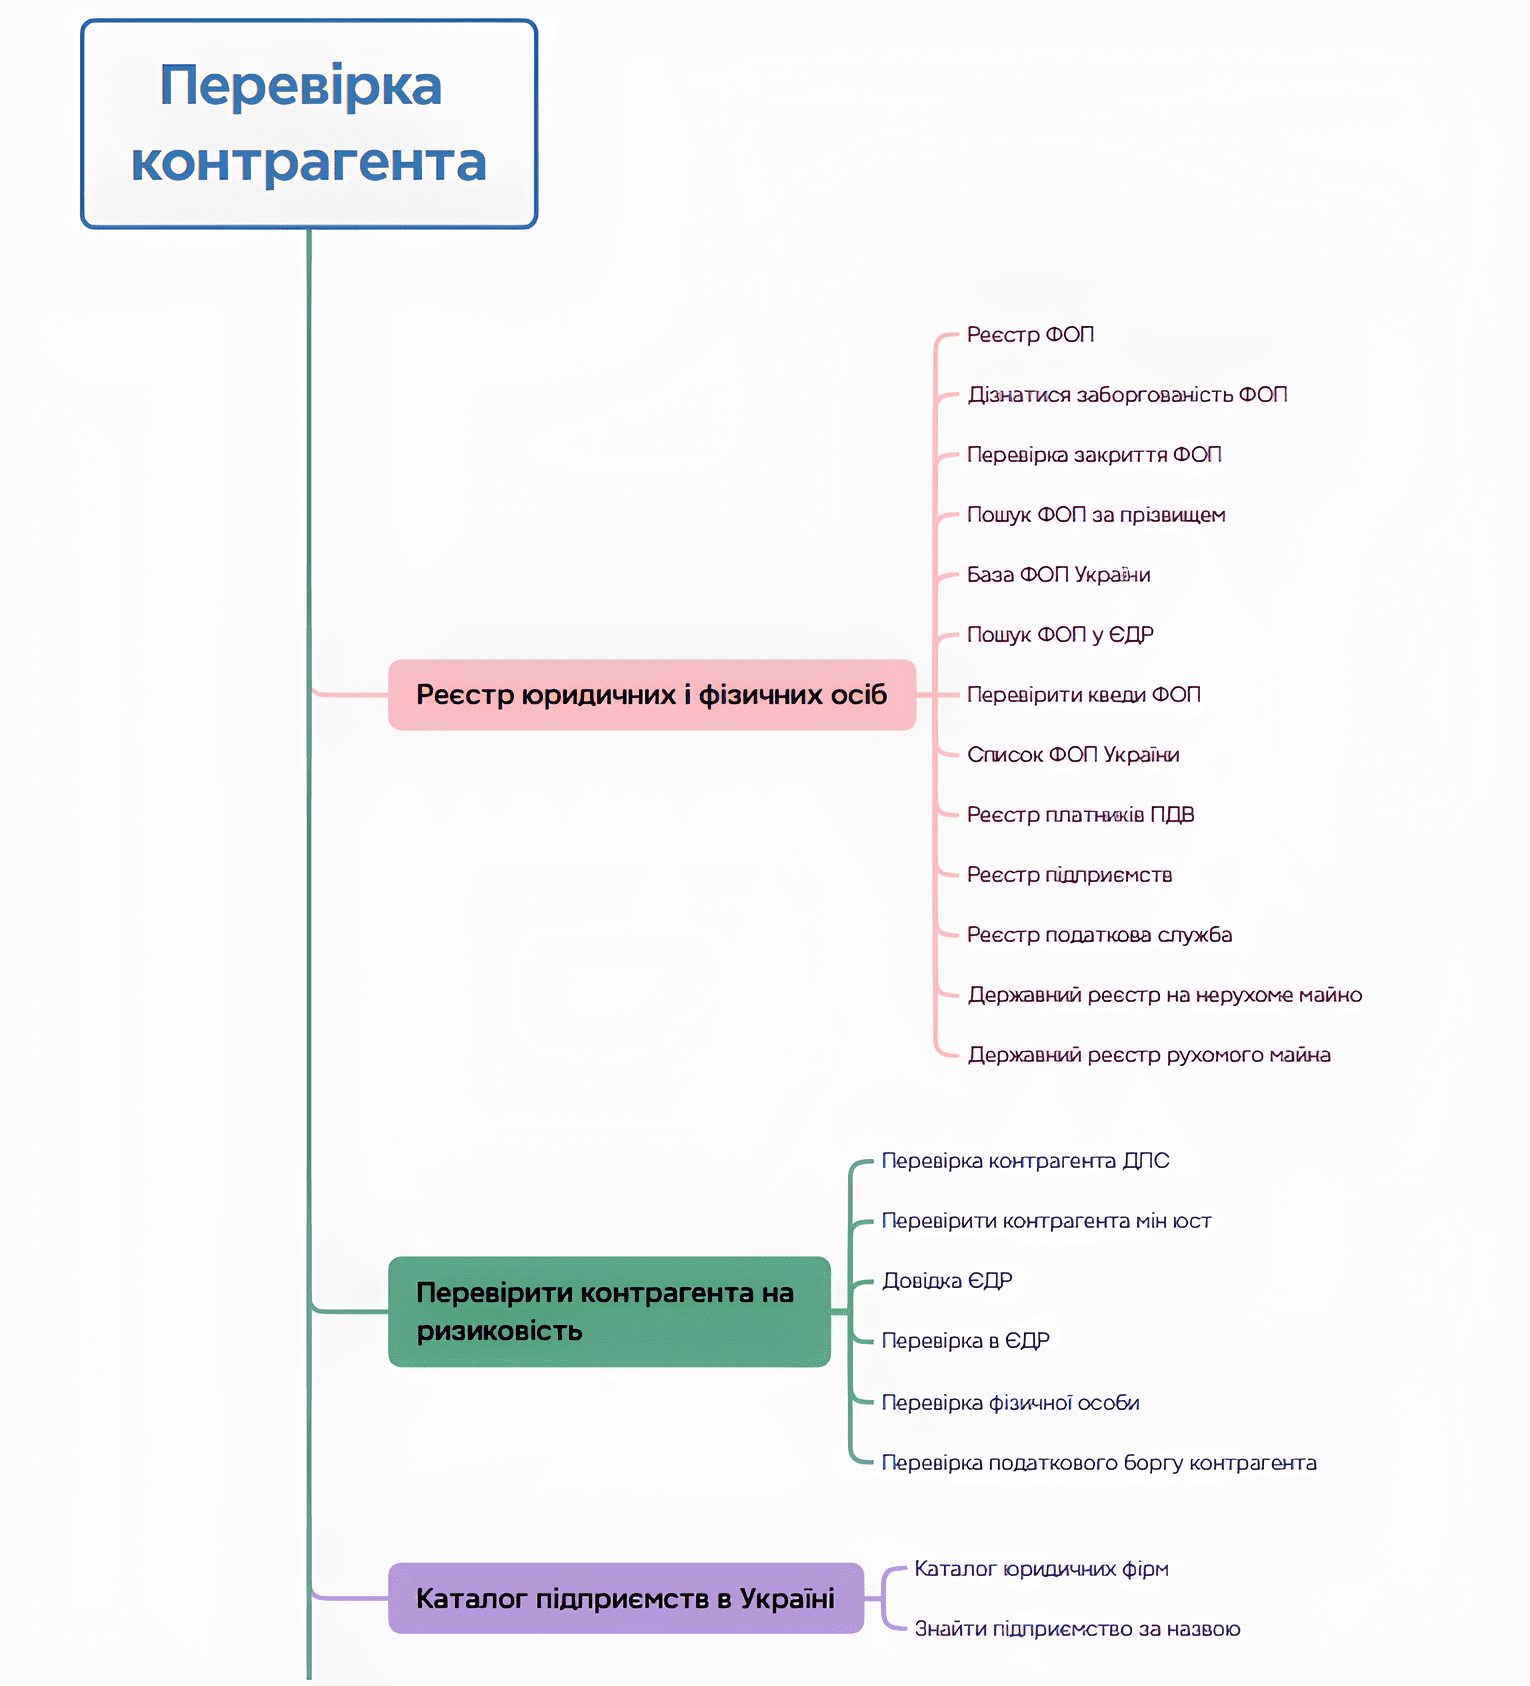 Перевірка
контрагента
Реєстр юридичних і фізичних осіб
Реєстр ФОП
Дізнатися заборгованість ФОП
Перевірка закриття ФОП
Пошук ФОП за прізвищем
База ФОП України
Пошук ФОП у ЄДР
Перевірити кведи ФОП
Список ФОП України
Реєстр платників ПДВ
Реєстр підприємств
Реєстр податкова служба
Державний реєстр на нерухоме майно
Державний реєстр рухомого майна
Перевірити контрагента на
ризиковість
Перевірка контрагента ДПС
Перевірити контрагента мін юст
Довідка ЄДР
Перевірка в ЄДР
Перевірка фізичної особи
Перевірка податкового боргу контрагента
Каталог підприємств в Україні
Каталог юридичних фірм
Знайти підприємство за назвою